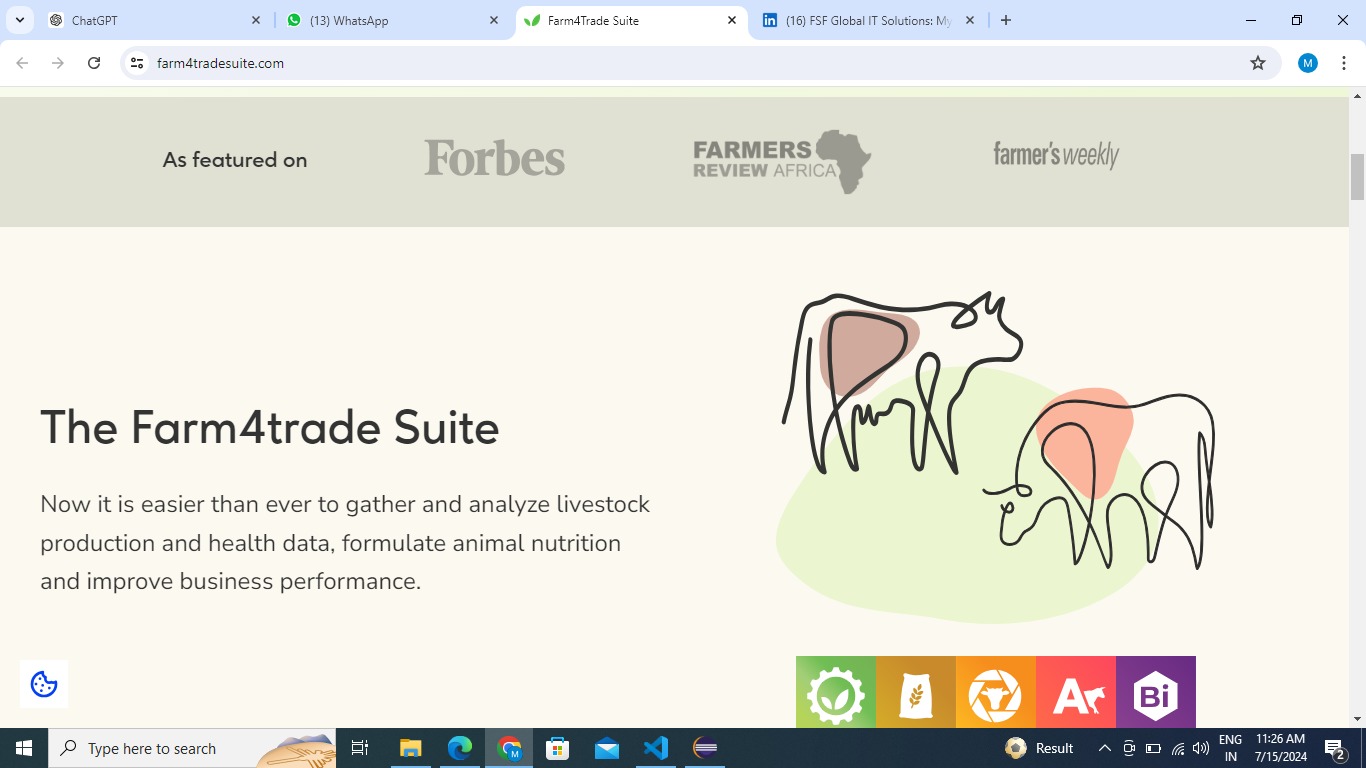 ChatGPT
(13) WhatsApp
Farm4Trade Suite
(16) FSF Global IT Solutions: My
farm4tradesuite.com
M
As featured on
Forbes
FARMERS
REVIEW AFRICA
farmer's weekly
The Farm4trade Suite
Now it is easier than ever to gather and analyze livestock
production and health data, formulate animal nutrition
and improve business performance.
A
Bi
Type here to search
M
Result
ENG
IN
11:26 AM
7/15/2024
2